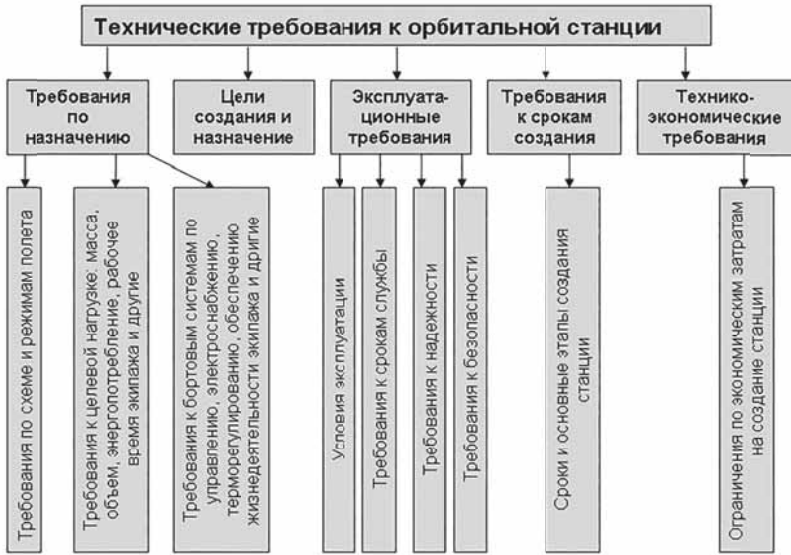 Технические требования к орбитальной станции
Требования
по
назначению
Цели
создания и
назначение
Эксплуата-
ационные
требования
Требования
к срокам
создания
Технико-
экономические
требования
Требования по схеме и режимам полета
Требования к целевой нагрузке: масса,
объем, энергопотребление, рабочее
время экипажа и другие
Требования к бортовым системам по
управлению, электроснабжению,
терморегулированию, обеспечению
жизнедеятельности экипажа и дригие
Условия эксплуатации
Требования к срокам службы
Требования к надежности
Требования к безопасности
Сроки и основные этапы создания
станции
Ограничения по экономическим затратам
на создание станции